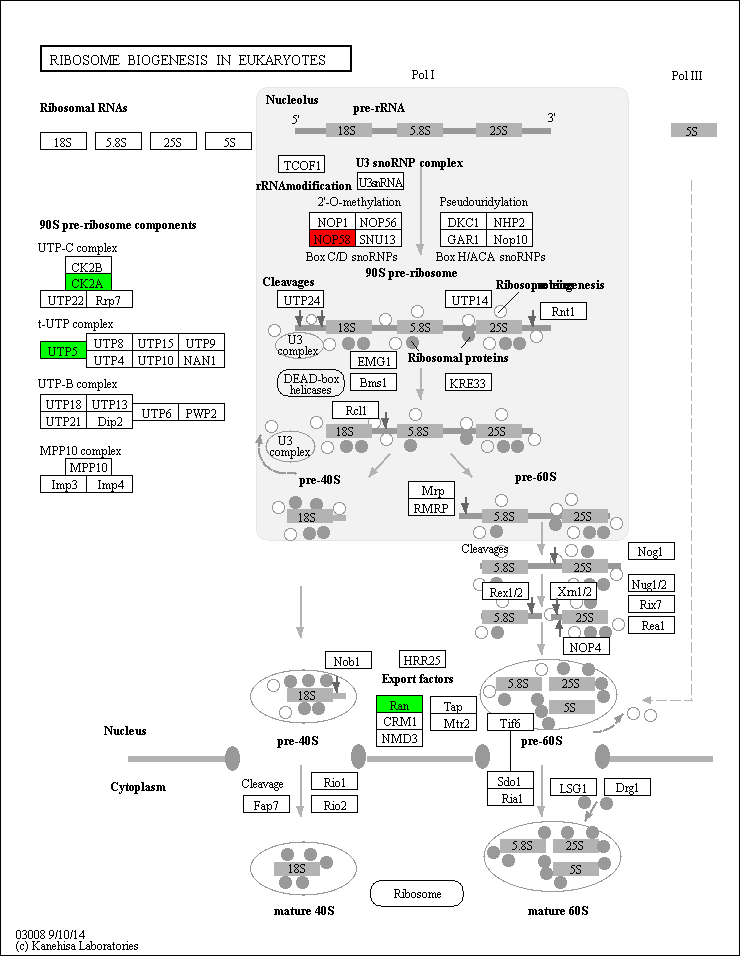 RIBOSOME BIOGENESIS IN EUKARYOTES
Pol I
Pol III
Ribosomal RNAs
Nucleolus
pre-rRNA
5'
3'
18S
5.8S
25S
5S
18S
5.8S
25S
5S
TCOF1
U3 snoRNP complex
U3snRNA
rRNAmodification
2'-O-methylation
Pseudouridylation
NOP1
NOP56
NOP58
SNU13
DKC1
NHP2
GAR1
Nop10
Box C/D snoRNPs
Box H/ACA snoRNPs
90S pre-ribosome components
UTP-C complex
CK2B
CK2A
UTP22
Rrp7
t-UTP complex
UTP5
UTP8
UTP15
UTP9
UTP4
UTP10
NAN1
UTP-B complex
UTP18
UTP13
UTP21
Dip2
UTP6
PWP2
MPP10 complex
MPP10
Imp3
Imp4
90S pre-ribosome
Cleavages
UTP24
UTP14
Rnt1
18S
5.8S
25S
U3
complex
Ribosomal proteins
EMG1
Bms1
DEAD-box
helicases
KRE33
Rcl1
18S
5.8S
25S
U3
complex
pre-40S
pre-60S
Mrp
RMRP
18S
5.8S
25S
Cleavages
Nog1
5.8S
25S
Rex1/2
Xrn1/2
Nug1/2
Rix7
Rea1
5.8S
25S
NOP4
Nob1
HRR25
Export factors
18S
5.8S
25S
5S
Ran
CRM1
NMD3
Tap
Mtr2
Tif6
Nucleus
pre-40S
pre-60S
Cytoplasm
Cleavage
Fap7
Rio1
Rio2
Sdo1
Ria1
LSG1
Drg1
18S
5.8S
25S
5S
Ribosome
mature 40S
mature 60S
03008 9/10/14
(c) Kanehisa Laboratories